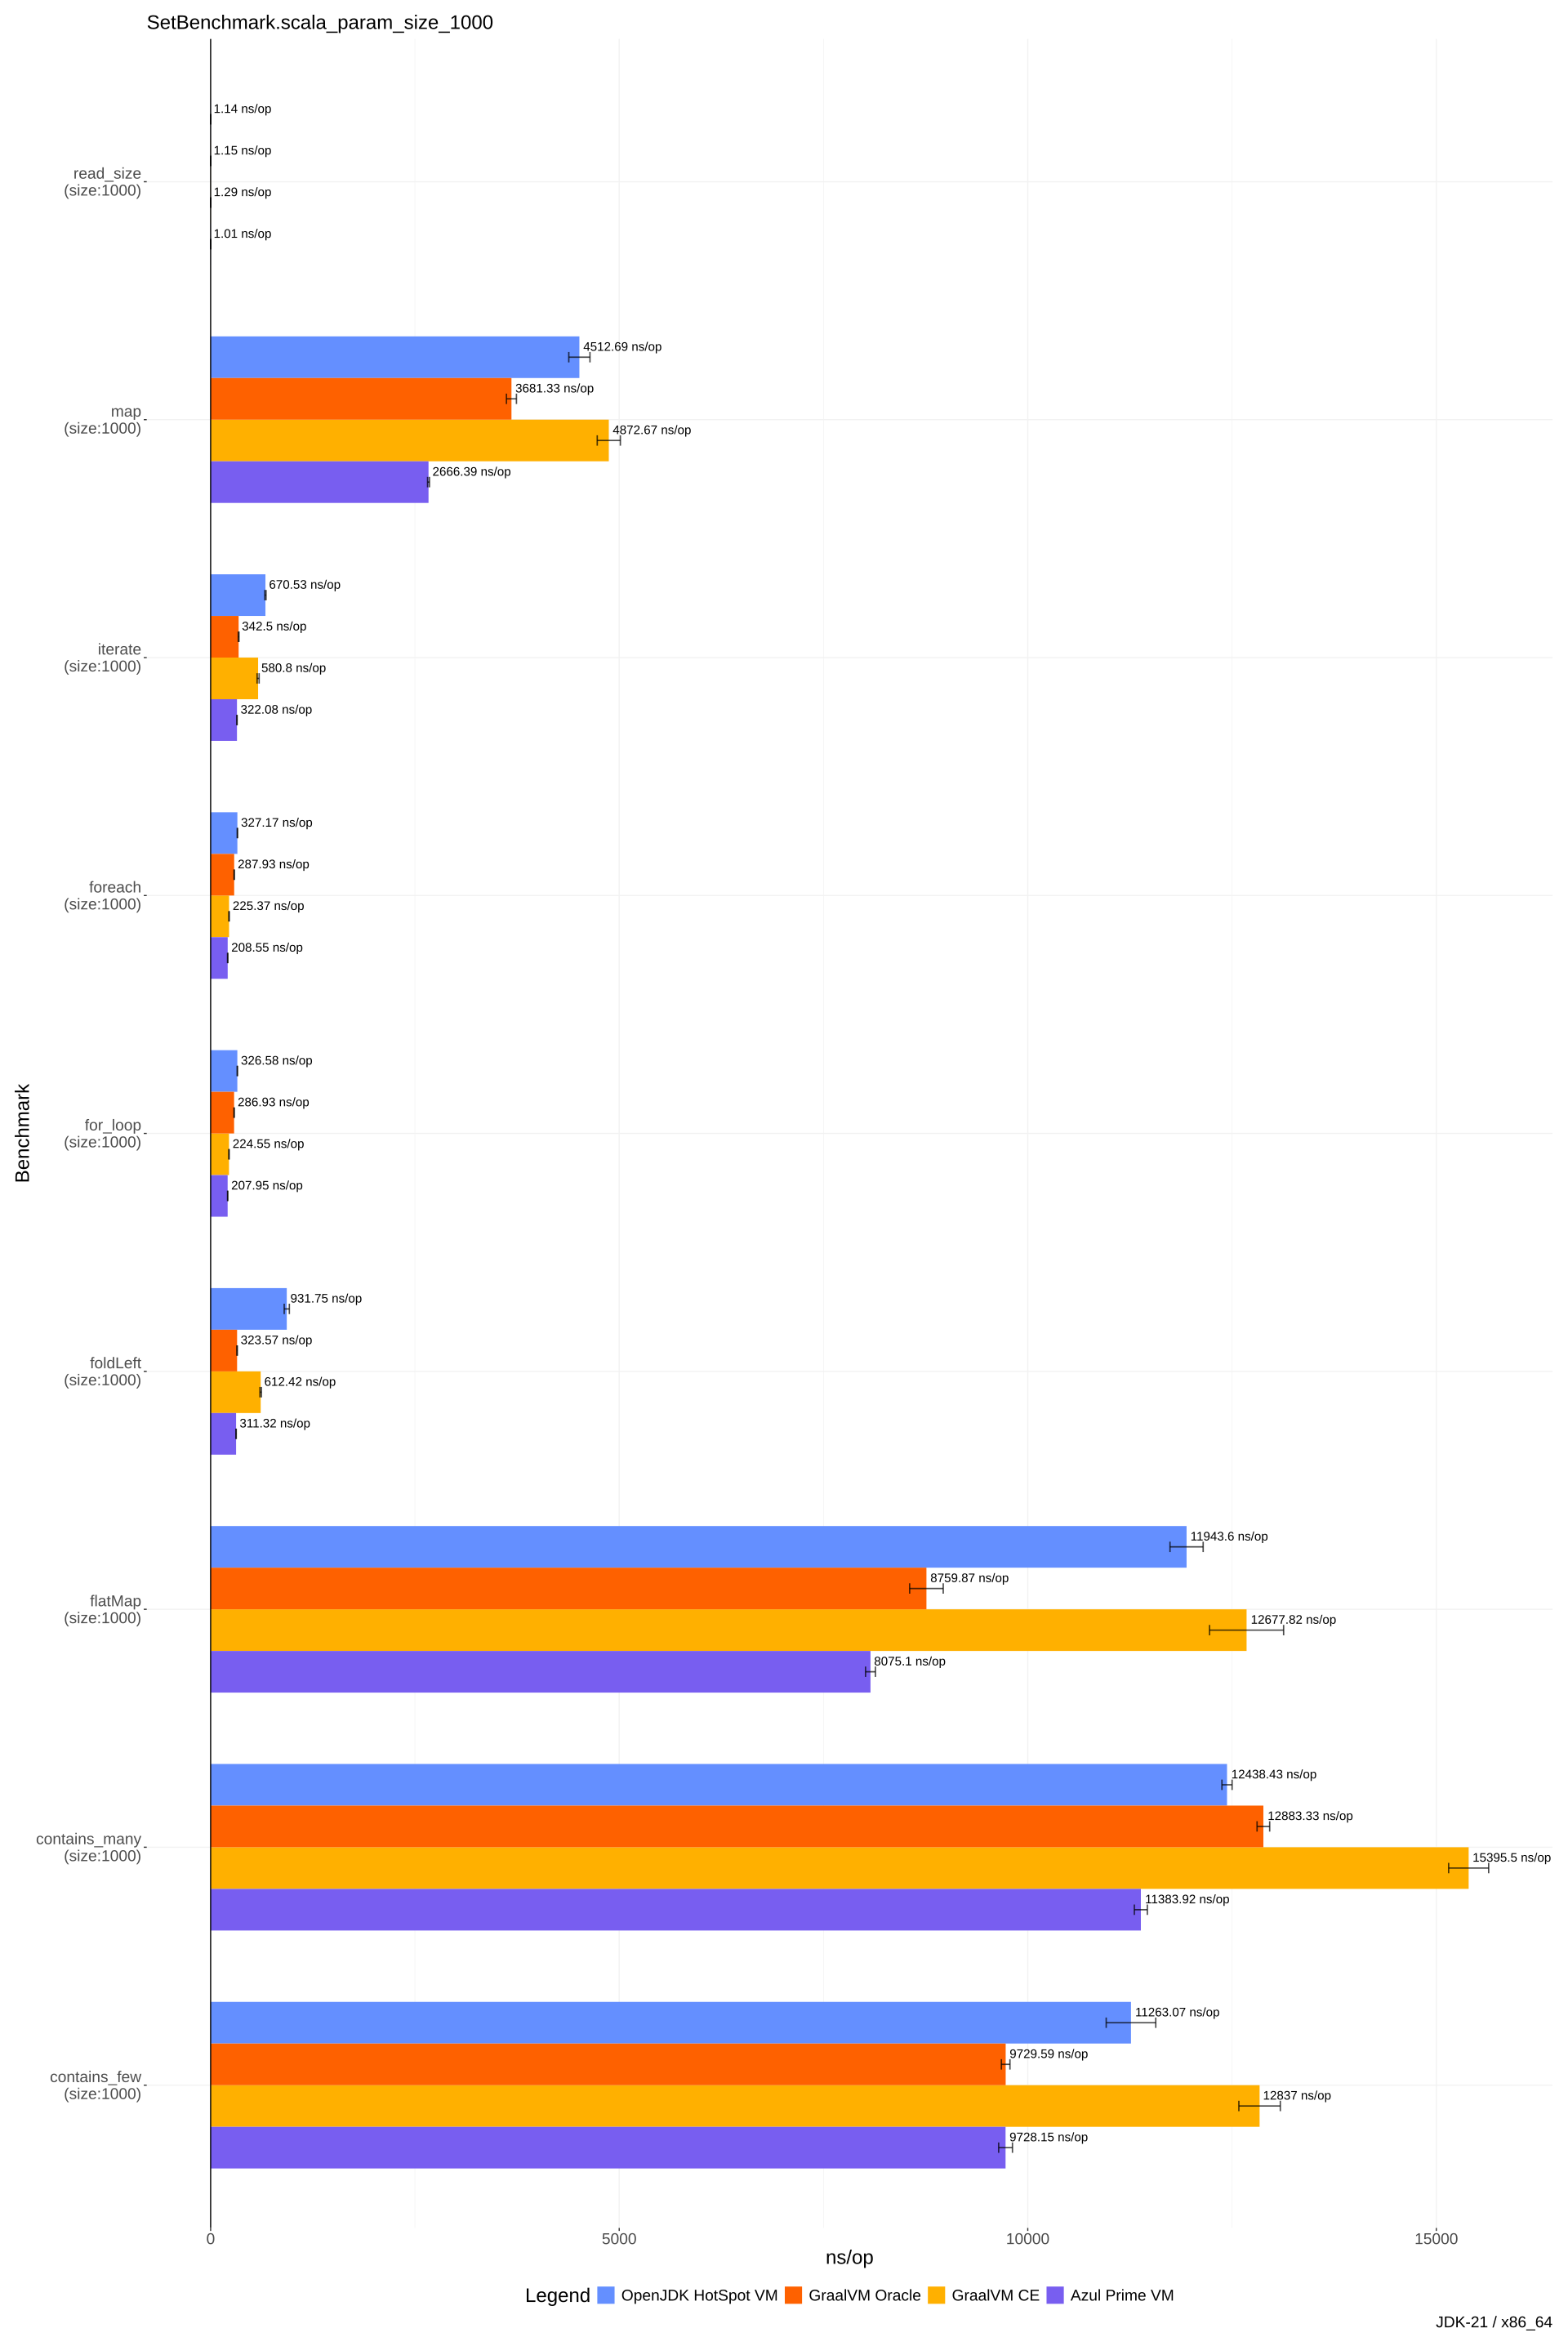 SetBenchmark.scala_param_size_1000
Benchmark
read_size
(size:1000)
1.14 ns/op
1.15 ns/op
1.29 ns/op
1.01 ns/op
map
(size:1000)
4512.69 ns/op
3681.33 ns/op
4872.67 ns/op
2666.39 ns/op
iterate
(size:1000)
670.53 ns/op
342.5 ns/op
580.8 ns/op
322.08 ns/op
foreach
(size:1000)
327.17 ns/op
287.93 ns/op
225.37 ns/op
208.55 ns/op
for_loop
(size:1000)
326.58 ns/op
286.93 ns/op
224.55 ns/op
207.95 ns/op
foldLeft
(size:1000)
931.75 ns/op
323.57 ns/op
612.42 ns/op
311.32 ns/op
flatMap
(size:1000)
11943.6 ns/op
8759.87 ns/op
12677.82 ns/op
8075.1 ns/op
contains_many
(size:1000)
12438.43 ns/op
12883.33 ns/op
15395.5 ns/op
11383.92 ns/op
contains_few
(size:1000)
11263.07 ns/op
9729.59 ns/op
12837 ns/op
9728.15 ns/op
0 5000 10000 15000
ns/op
Legend OpenJDK HotSpot VM GraalVM Oracle GraalVM CE Azul Prime VM
JDK-21 / x86_64